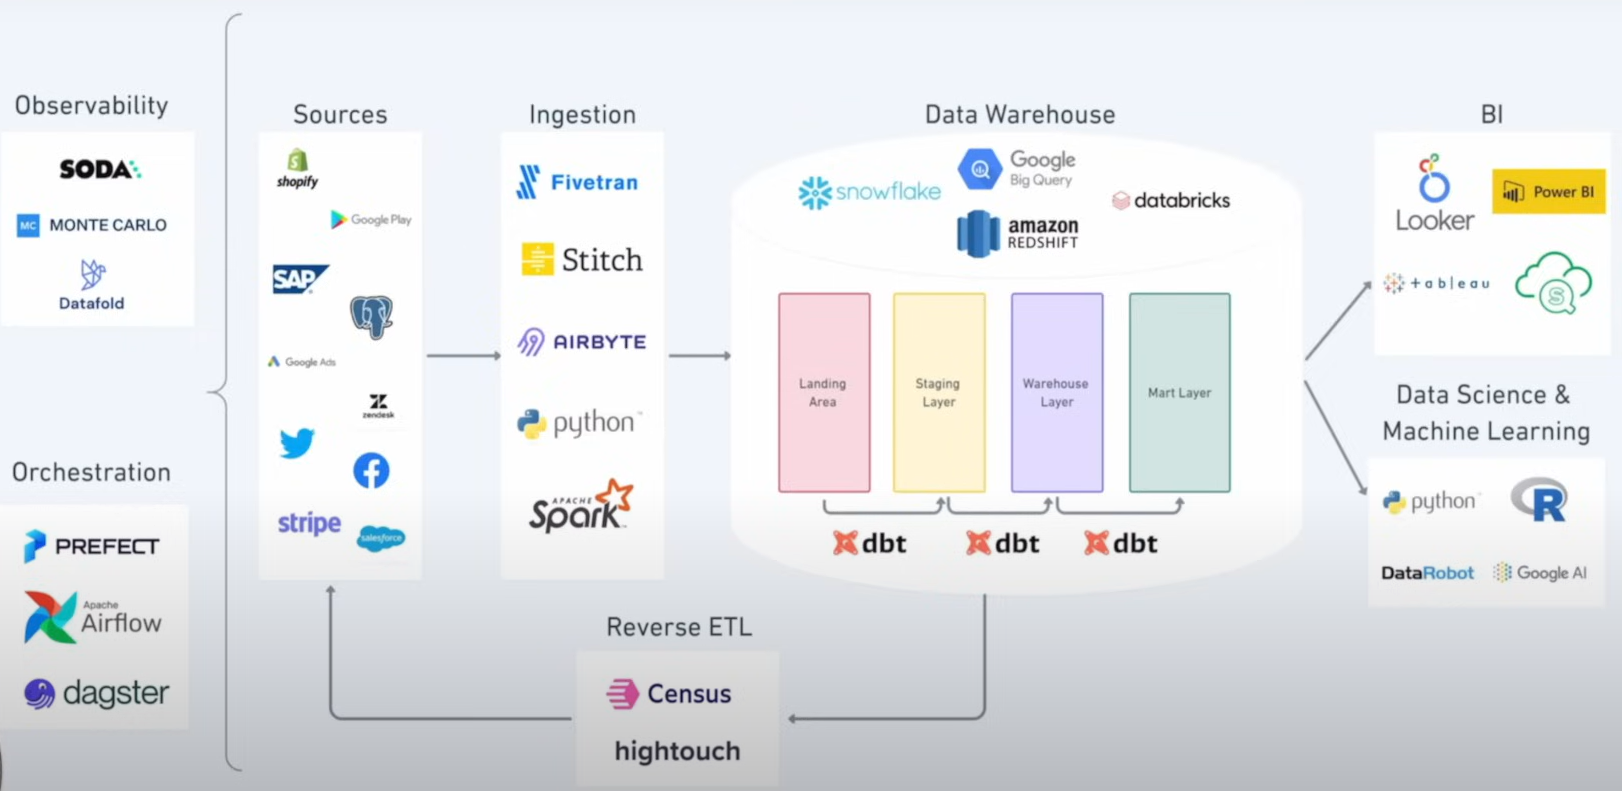 Observability
SODA
MC MONTE CARLO
Datafold
Orchestration
PREFECT
Apache
Airflow
dagster
Sources
shopify
Google Play
SAP
Google Ads
zendesk
stripe
salesforce
Ingestion
Fivetran
Stitch
AIRBYTE
python
APACHE
Spark
Data Warehouse
snowflake
Google
Big Query
amazon
REDSHIFT
databricks
Landing
Area
Staging
Layer
Warehouse
Layer
Mart Layer
dbt
dbt
dbt
Reverse ETL
Census
hightouch
BI
Looker
Power BI
+ableau
S
Data Science &
Machine Learning
python
R
DataRobot
Google AI